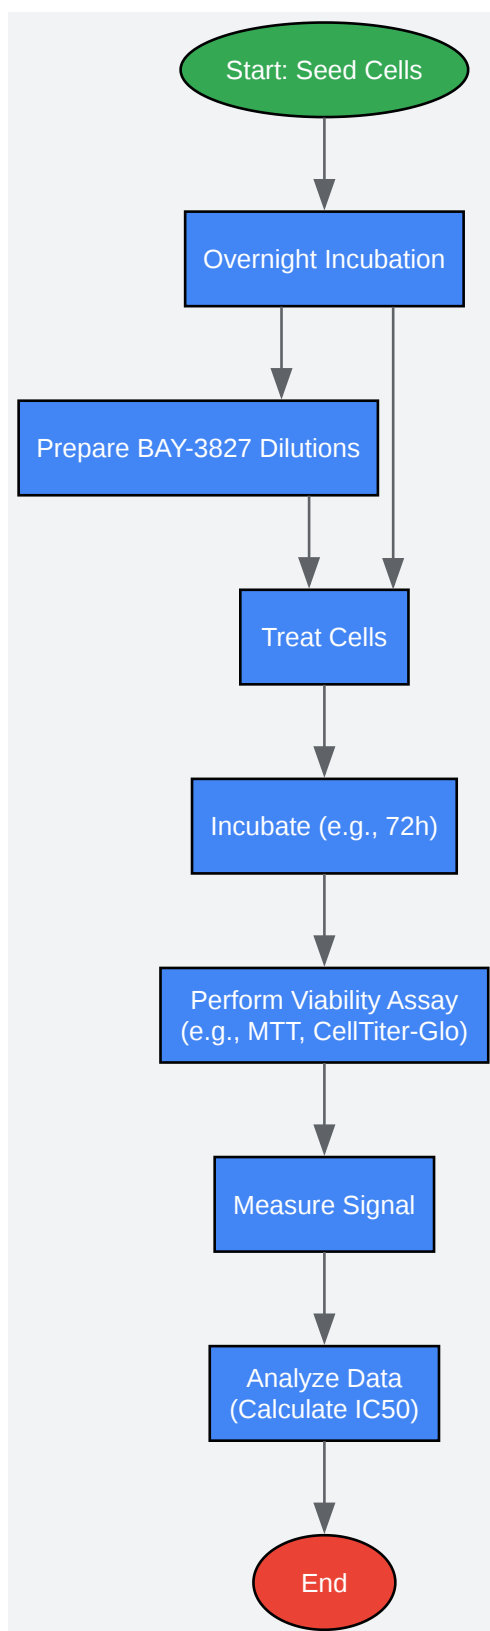 Start: Seed Cells
Overnight Incubation
Prepare BAY-3827 Dilutions
Treat Cells
Incubate (e.g., 72h)
Perform Viability Assay
(e.g., MTT, CellTiter-Glo)
Measure Signal
Analyze Data
(Calculate IC50)
End